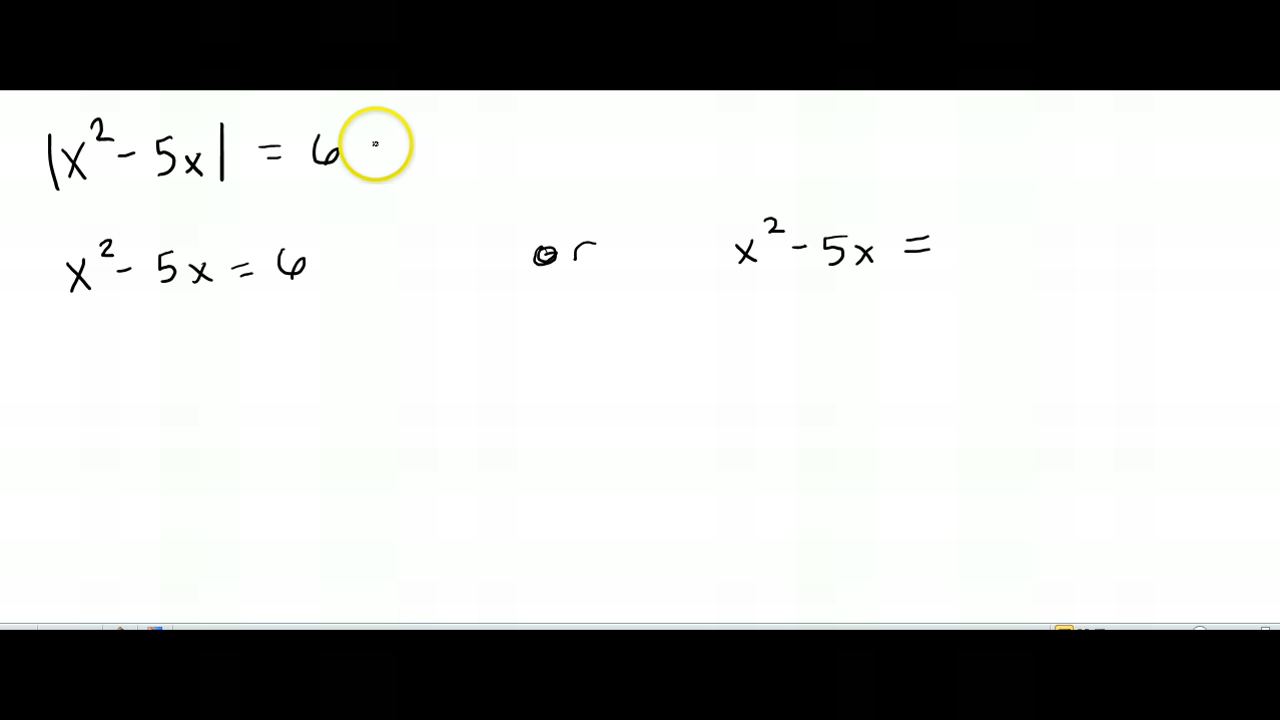 |x² - 5x| = 6
x² - 5x = 6 or x² - 5x =